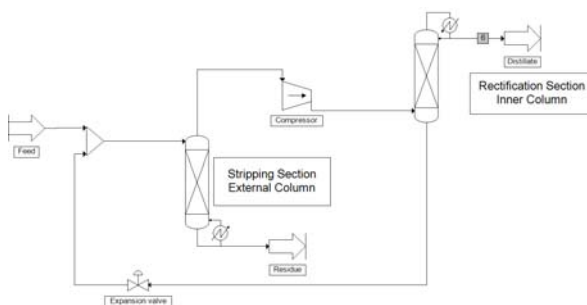 Distillate
Rectification Section
Inner Column
Compressor
Feed
Stripping Section
External Column
Residue
Expansion valve